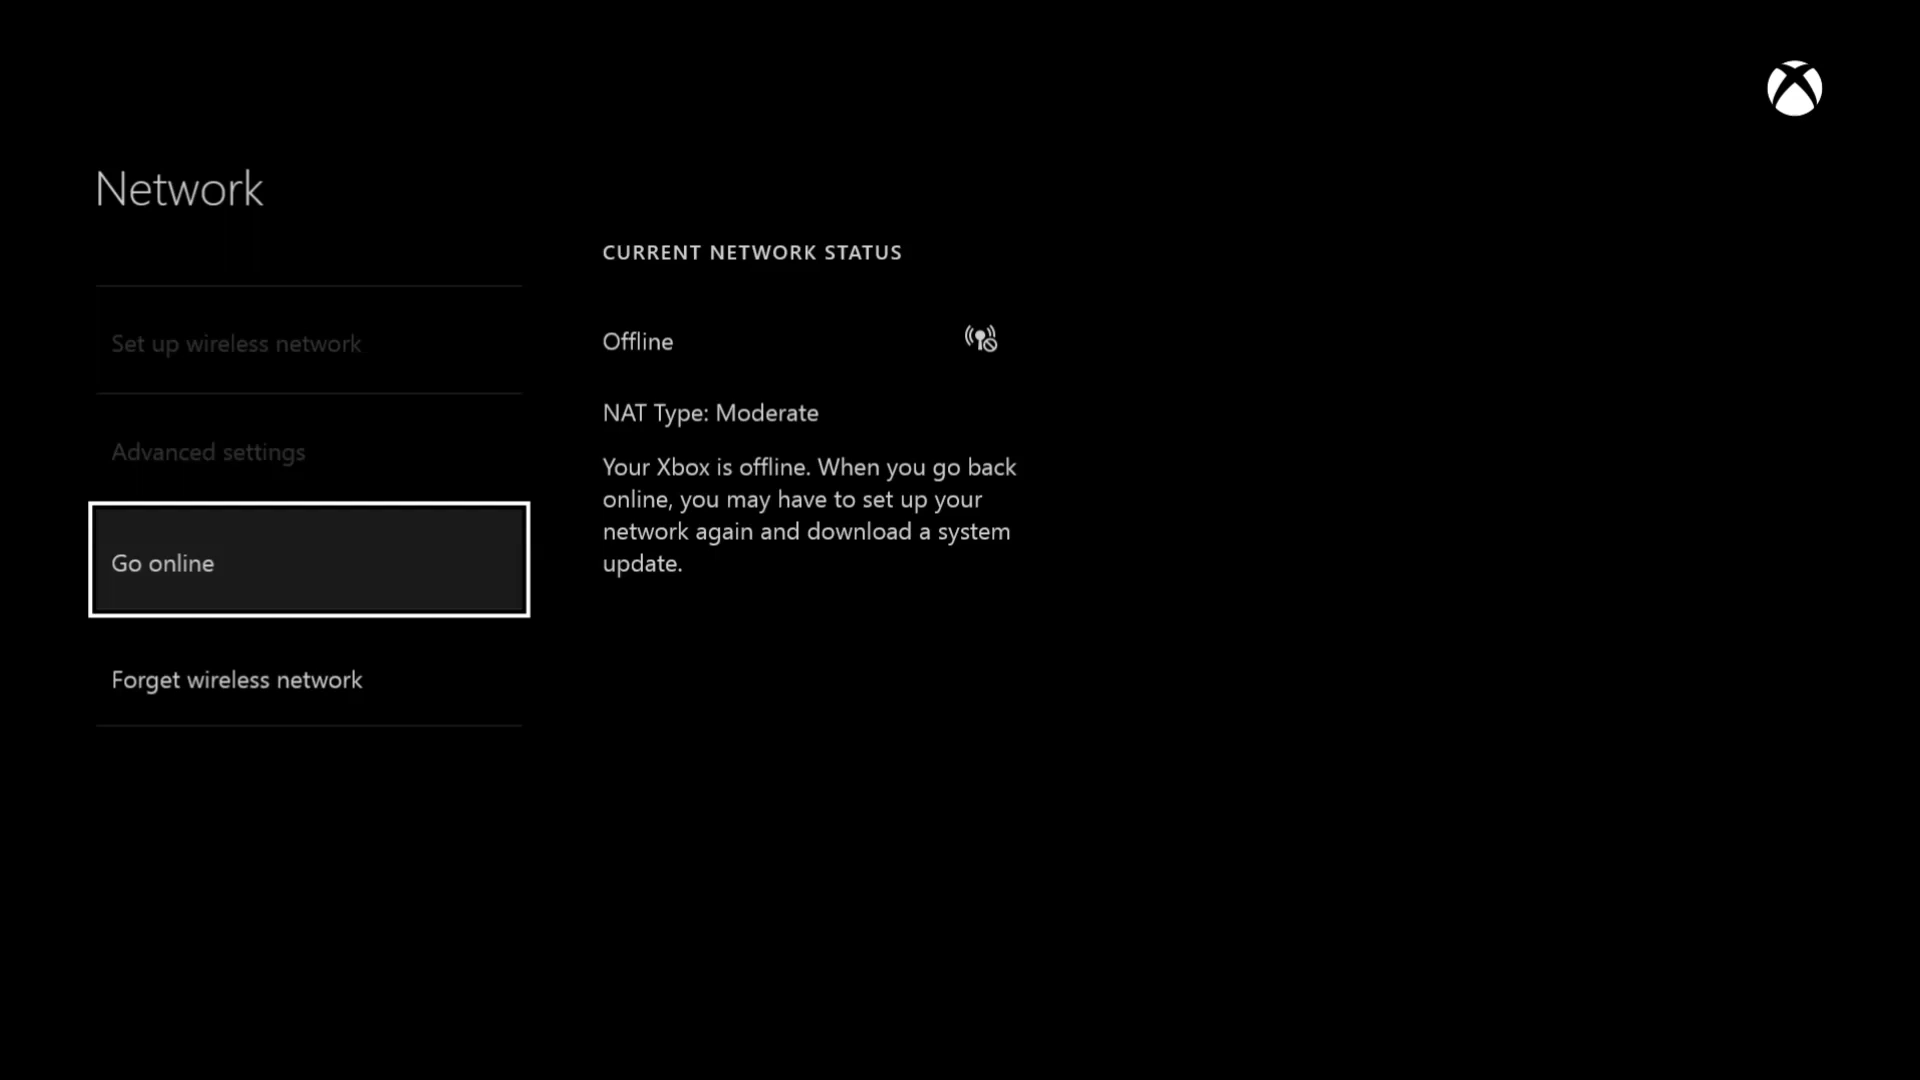 Network
Set up wireless network
Advanced settings
Go online
Forget wireless network
CURRENT NETWORK STATUS
Offline
NAT Type: Moderate
Your Xbox is offline. When you go back
online, you may have to set up your
network again and download a system
update.